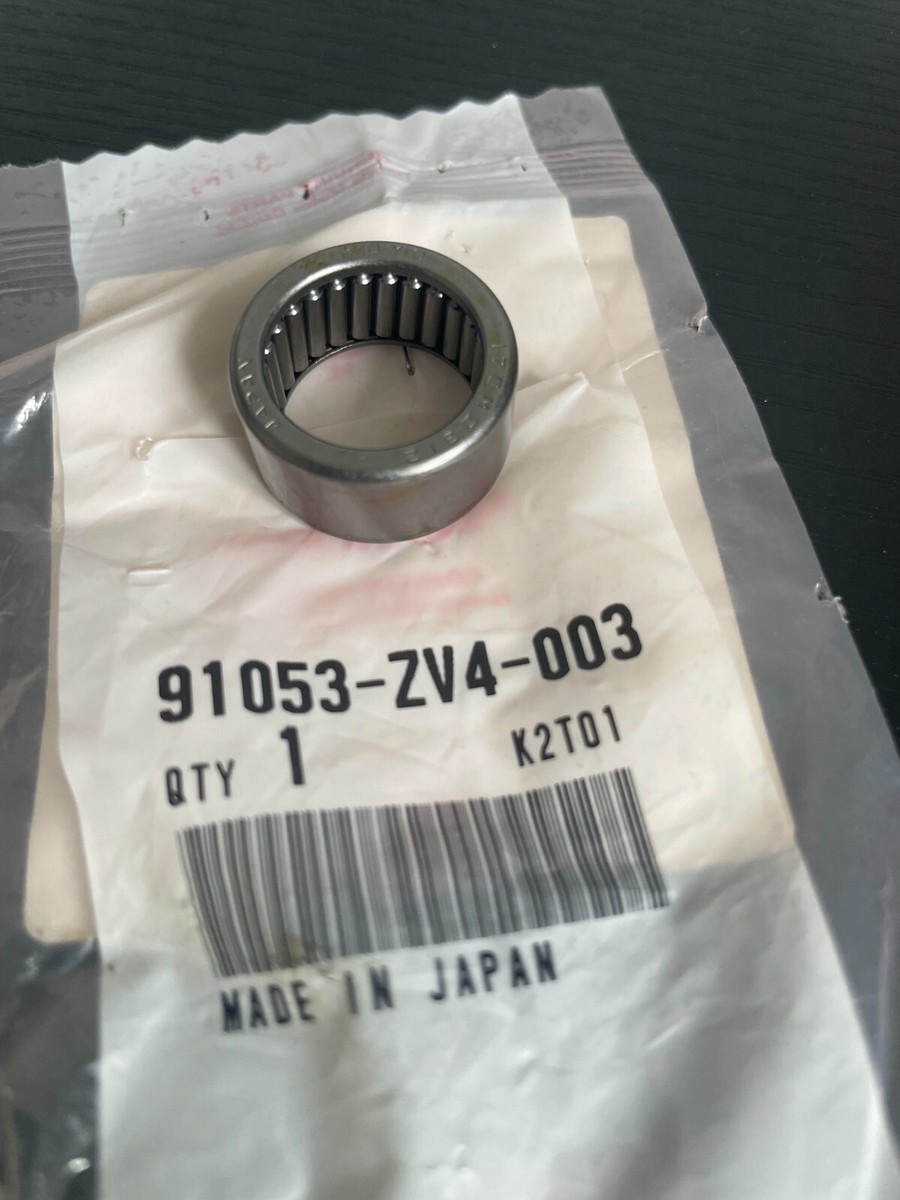 91053-ZV4-003
QTY 1 K2T01
MADE IN JAPAN